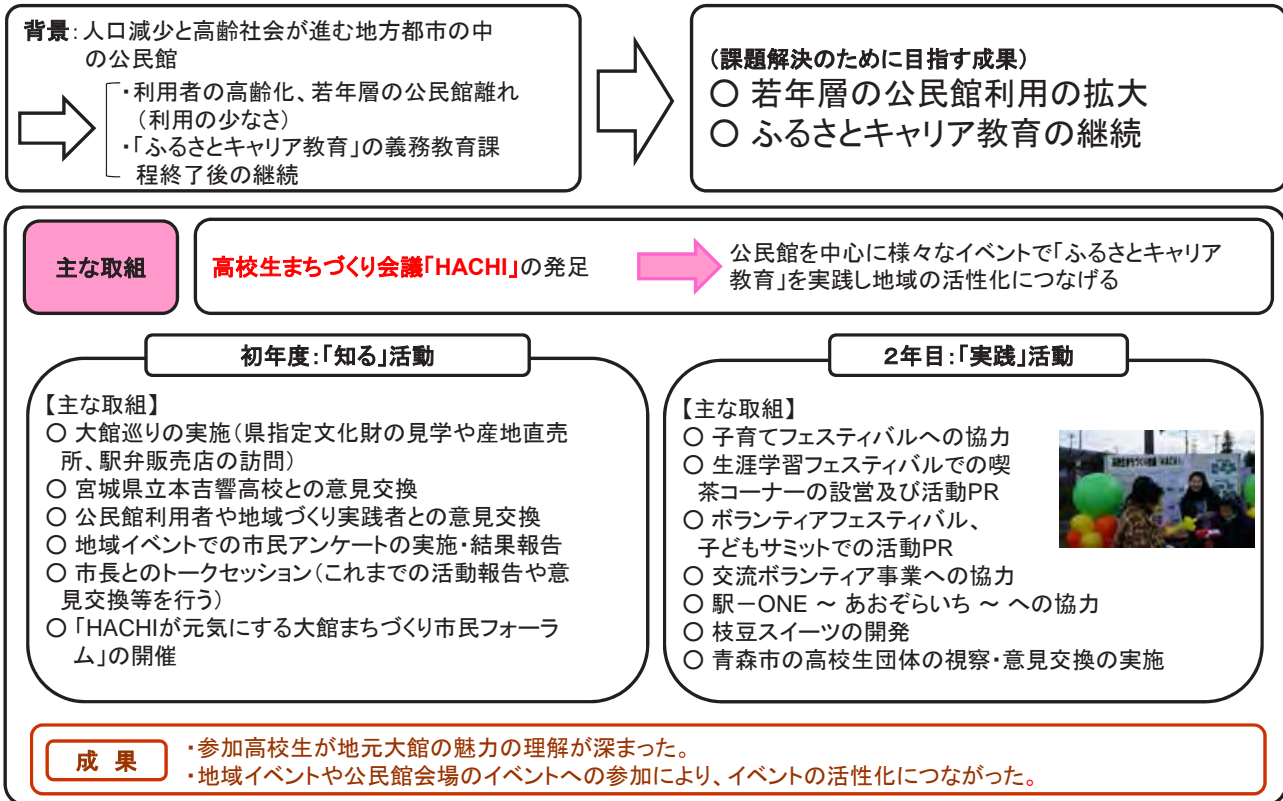 背景：人口減少と高齢社会が進む地方都市の中
の公民館
・利用者の高齢化、若年層の公民館離れ
（利用の少なさ）
・「ふるさとキャリア教育」の義務教育課
程終了後の継続
（課題解決のために目指す成果）
○ 若年層の公民館利用の拡大
○ ふるさとキャリア教育の継続
主な取組
高校生まちづくり会議「HACHI」の発足
公民館を中心に様々なイベントで「ふるさとキャリア
教育」を実践し地域の活性化につなげる
初年度：「知る」活動
【主な取組】
○ 大館巡りの実施（県指定文化財の見学や産地直売
所、駅弁販売店の訪問）
○ 宮城県立本吉響高校との意見交換
○ 公民館利用者や地域づくり実践者との意見交換
○ 地域イベントでの市民アンケートの実施・結果報告
○ 市長とのトークセッション（これまでの活動報告や意
見交換等を行う）
○ 「HACHIが元気にする大館まちづくり市民フォーラ
ム」の開催
２年目：「実践」活動
【主な取組】
○ 子育てフェスティバルへの協力
○ 生涯学習フェスティバルでの喫
茶コーナーの設営及び活動PR
○ ボランティアフェスティバル、
子どもサミットでの活動PR
○ 交流ボランティア事業への協力
○ 駅－ONE ～ あおぞらいち ～ への協力
○ 枝豆スイーツの開発
○ 青森市の高校生団体の視察・意見交換の実施
高校生まちづくり会議「HACHI」
成 果
・参加高校生が地元大館の魅力の理解が深まった。
・地域イベントや公民館会場のイベントへの参加により、イベントの活性化につながった。